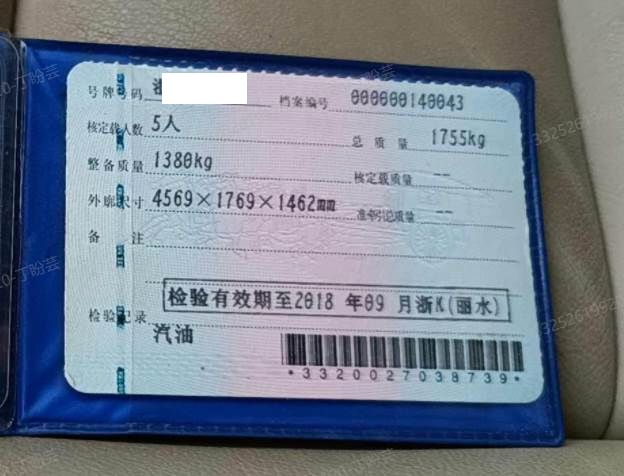 号牌号码 浙
档案编号 000000140043
核定载人数 5人
总质量 1755kg
整备质量 1380kg
核定载质量 --
外廓尺寸 4569×1769×1462mm
准牵引总质量 --
备注
检验有效期至2018 年09 月浙K(丽水)
检验记录
汽油
*3320027038739*